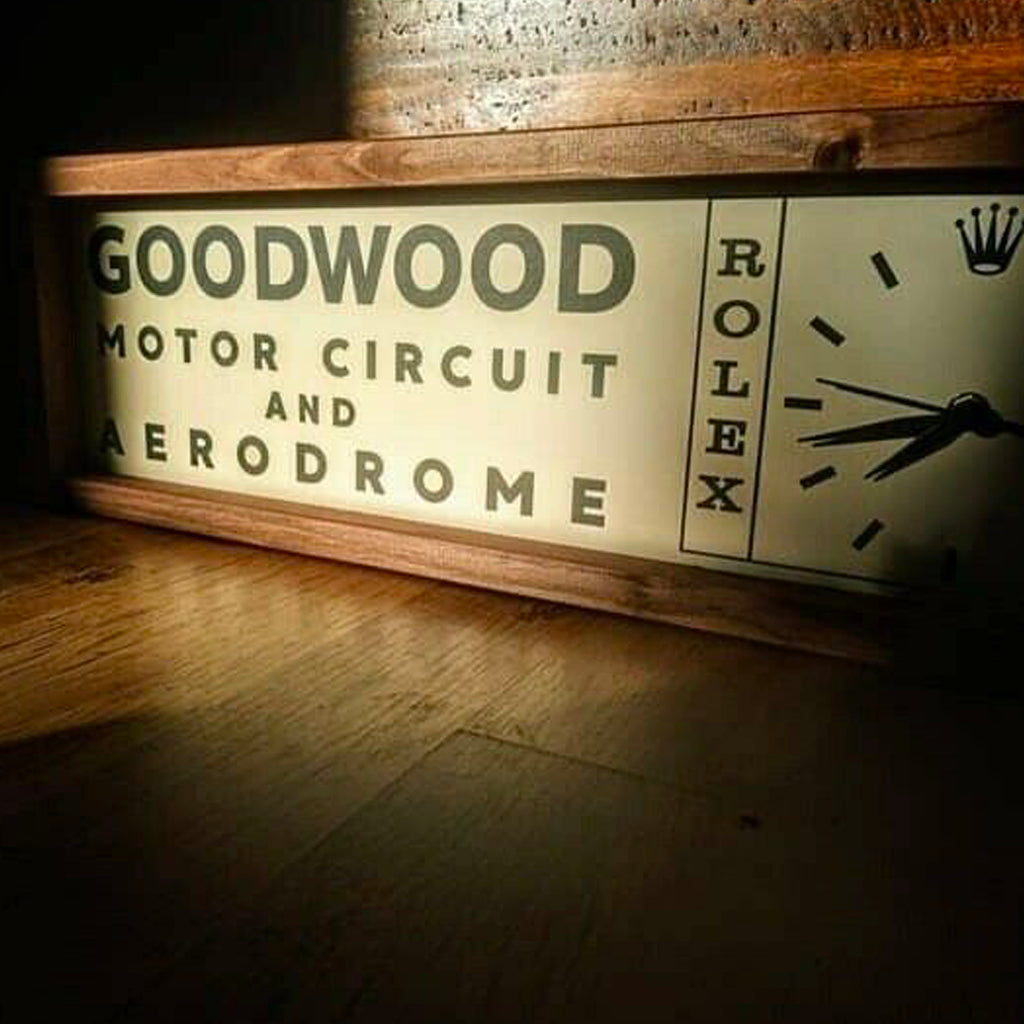 GOODWOOD
MOTOR CIRCUIT
AND
AERODROME
ROLEX